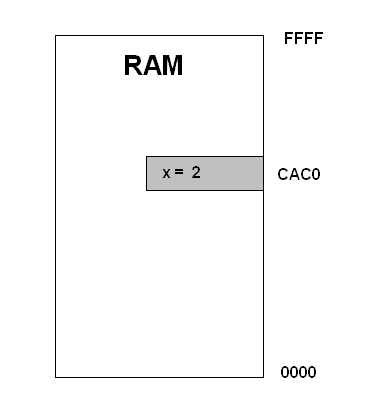 FFFF
RAM
x = 2
CAC0
0000